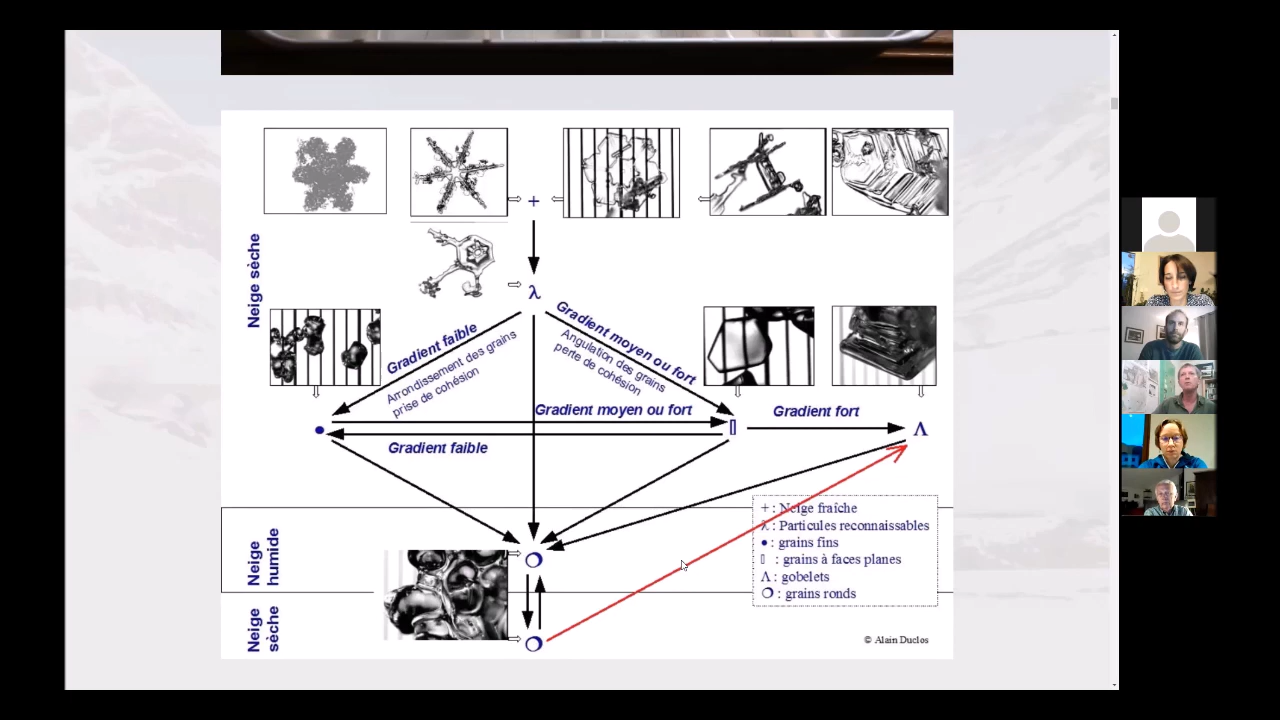 +
Neige sèche
λ
Gradient faible
Arrondissement des grains
prise de cohésion
Gradient moyen ou fort
Angulation des grains
perte de cohésion
Gradient moyen ou fort
Gradient fort
●
▯
Λ
Gradient faible
+ : Neige fraîche
λ : Particules reconnaissables
● : grains fins
▯ : grains à faces planes
Λ : gobelets
❍ : grains ronds
Neige
humide
❍
Neige
sèche
❍
© Alain Duclos